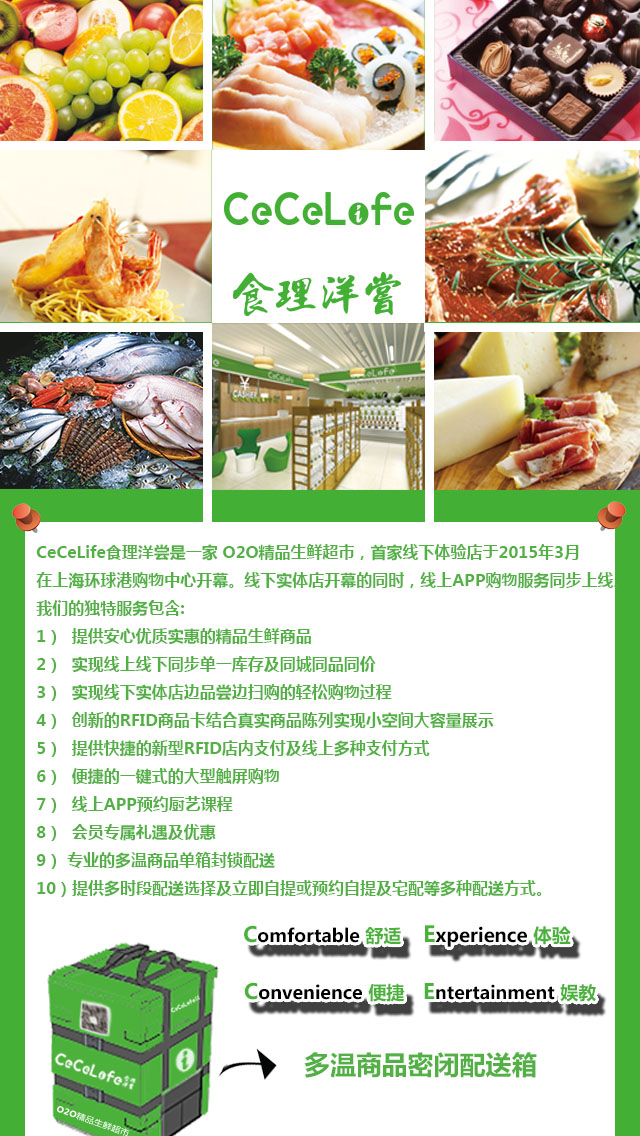 CeCeLife
食理洋嘗
CASHIER
CeCeLife
CeCeLife食理洋尝是一家 O2O精品生鲜超市，首家线下体验店于2015年3月
在上海环球港购物中心开幕。线下实体店开幕的同时，线上APP购物服务同步上线
我们的独特服务包含:
1） 提供安心优质实惠的精品生鲜商品
2） 实现线上线下同步单一库存及同城同品同价
3） 实现线下实体店边品尝边扫购的轻松购物过程
4） 创新的RFID商品卡结合真实商品陈列实现小空间大容量展示
5） 提供快捷的新型RFID店内支付及线上多种支付方式
6） 便捷的一键式的大型触屏购物
7） 线上APP预约厨艺课程
8） 会员专属礼遇及优惠
9）专业的多温商品单箱封锁配送
10）提供多时段配送选择及立即自提或预约自提及宅配等多种配送方式。
Comfortable 舒适 Experience 体验
Convenience 便捷 Entertainment 娱教
CeCeLife
CeCeLife
多温商品密闭配送箱
O2O精品生鲜超市